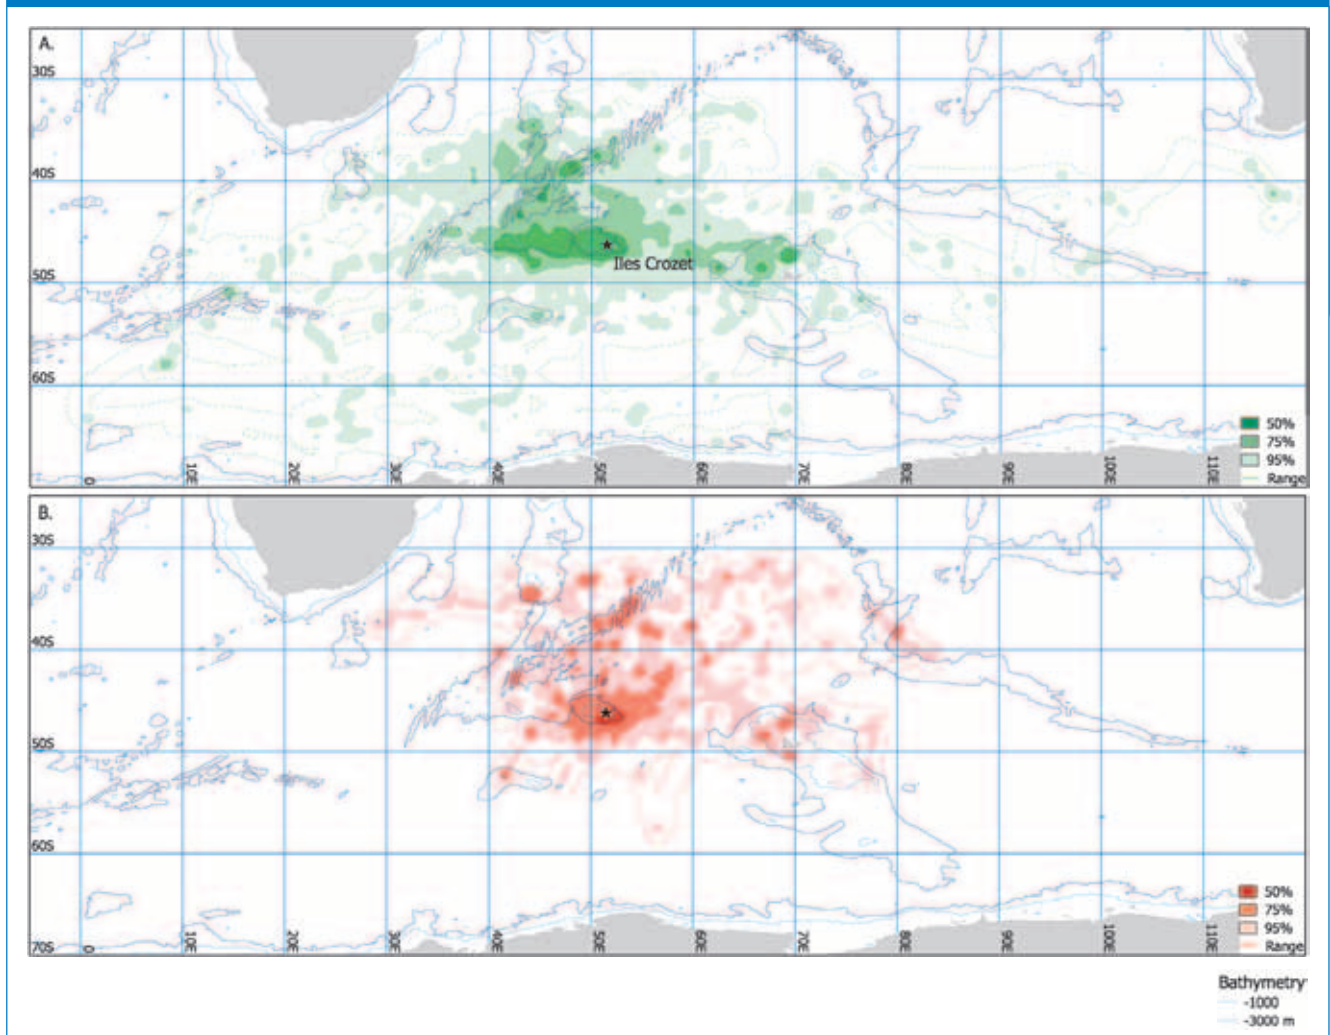 A.
30S
40S
Iles Crozet
50S
60S
50%
75%
95%
Range
0 10E 20E 30E 40E 50E 60E 70E 80E 90E 100E 110E
B.
30S
40S
50S
60S
50%
75%
95%
Range
70S 0 10E 20E 30E 40E 50E 60E 70E 80E 90E 100E 110E
Bathymetry
-1000
-3000 m